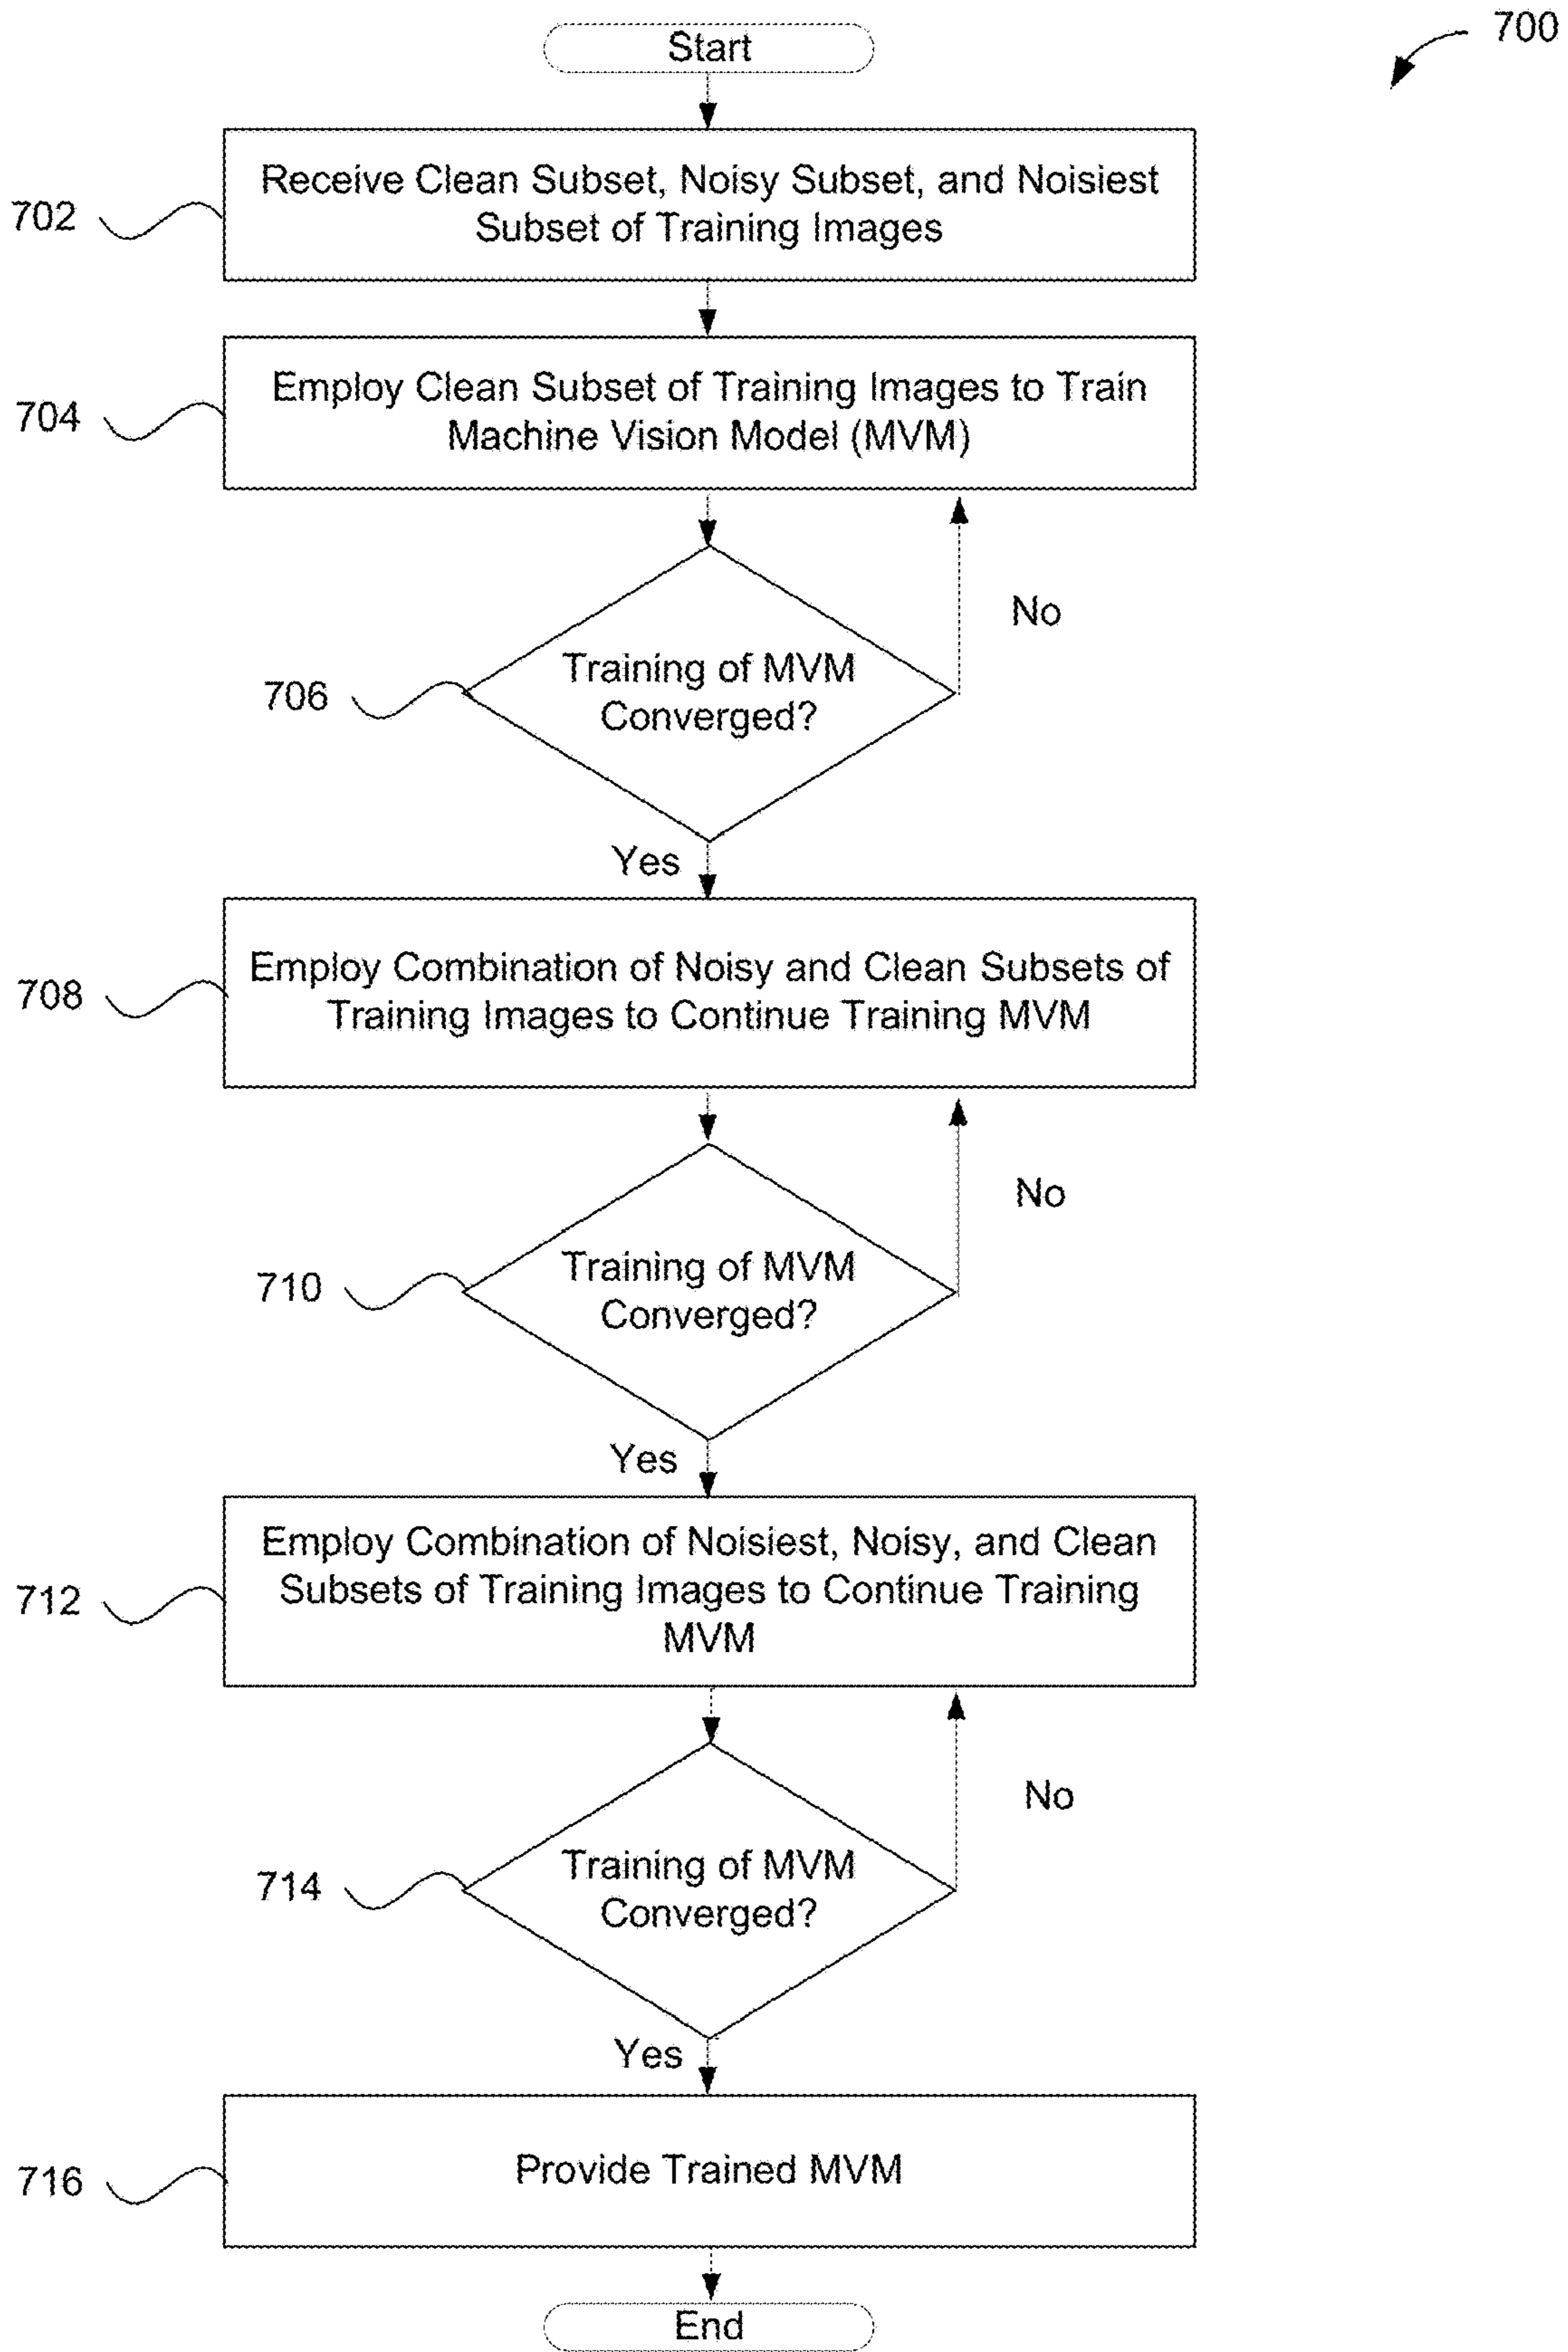 700
Start
702
Receive Clean Subset, Noisy Subset, and Noisiest
Subset of Training Images
704
Employ Clean Subset of Training Images to Train
Machine Vision Model (MVM)
No
706
Training of MVM
Converged?
Yes
708
Employ Combination of Noisy and Clean Subsets of
Training Images to Continue Training MVM
No
710
Training of MVM
Converged?
Yes
712
Employ Combination of Noisiest, Noisy, and Clean
Subsets of Training Images to Continue Training
MVM
No
714
Training of MVM
Converged?
Yes
716
Provide Trained MVM
End